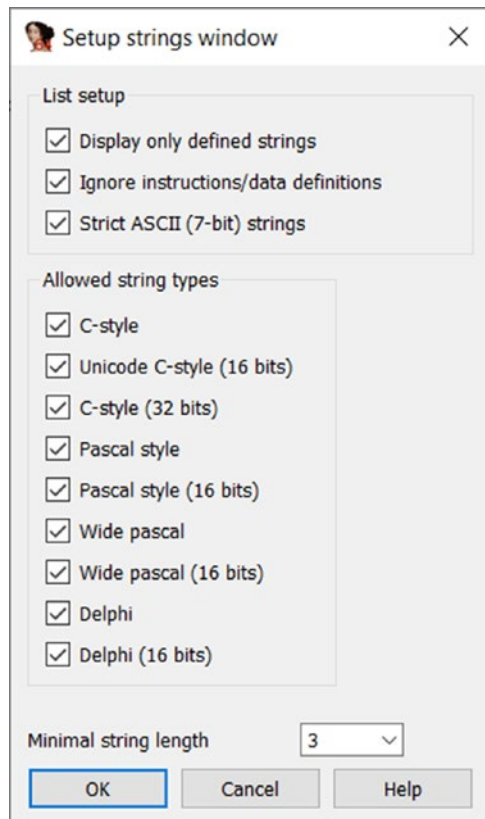 Setup strings window
List setup
Display only defined strings
Ignore instructions/data definitions
Strict ASCII (7-bit) strings
Allowed string types
C-style
Unicode C-style (16 bits)
C-style (32 bits)
Pascal style
Pascal style (16 bits)
Wide pascal
Wide pascal (16 bits)
Delphi
Delphi (16 bits)
Minimal string length 3
OK Cancel Help